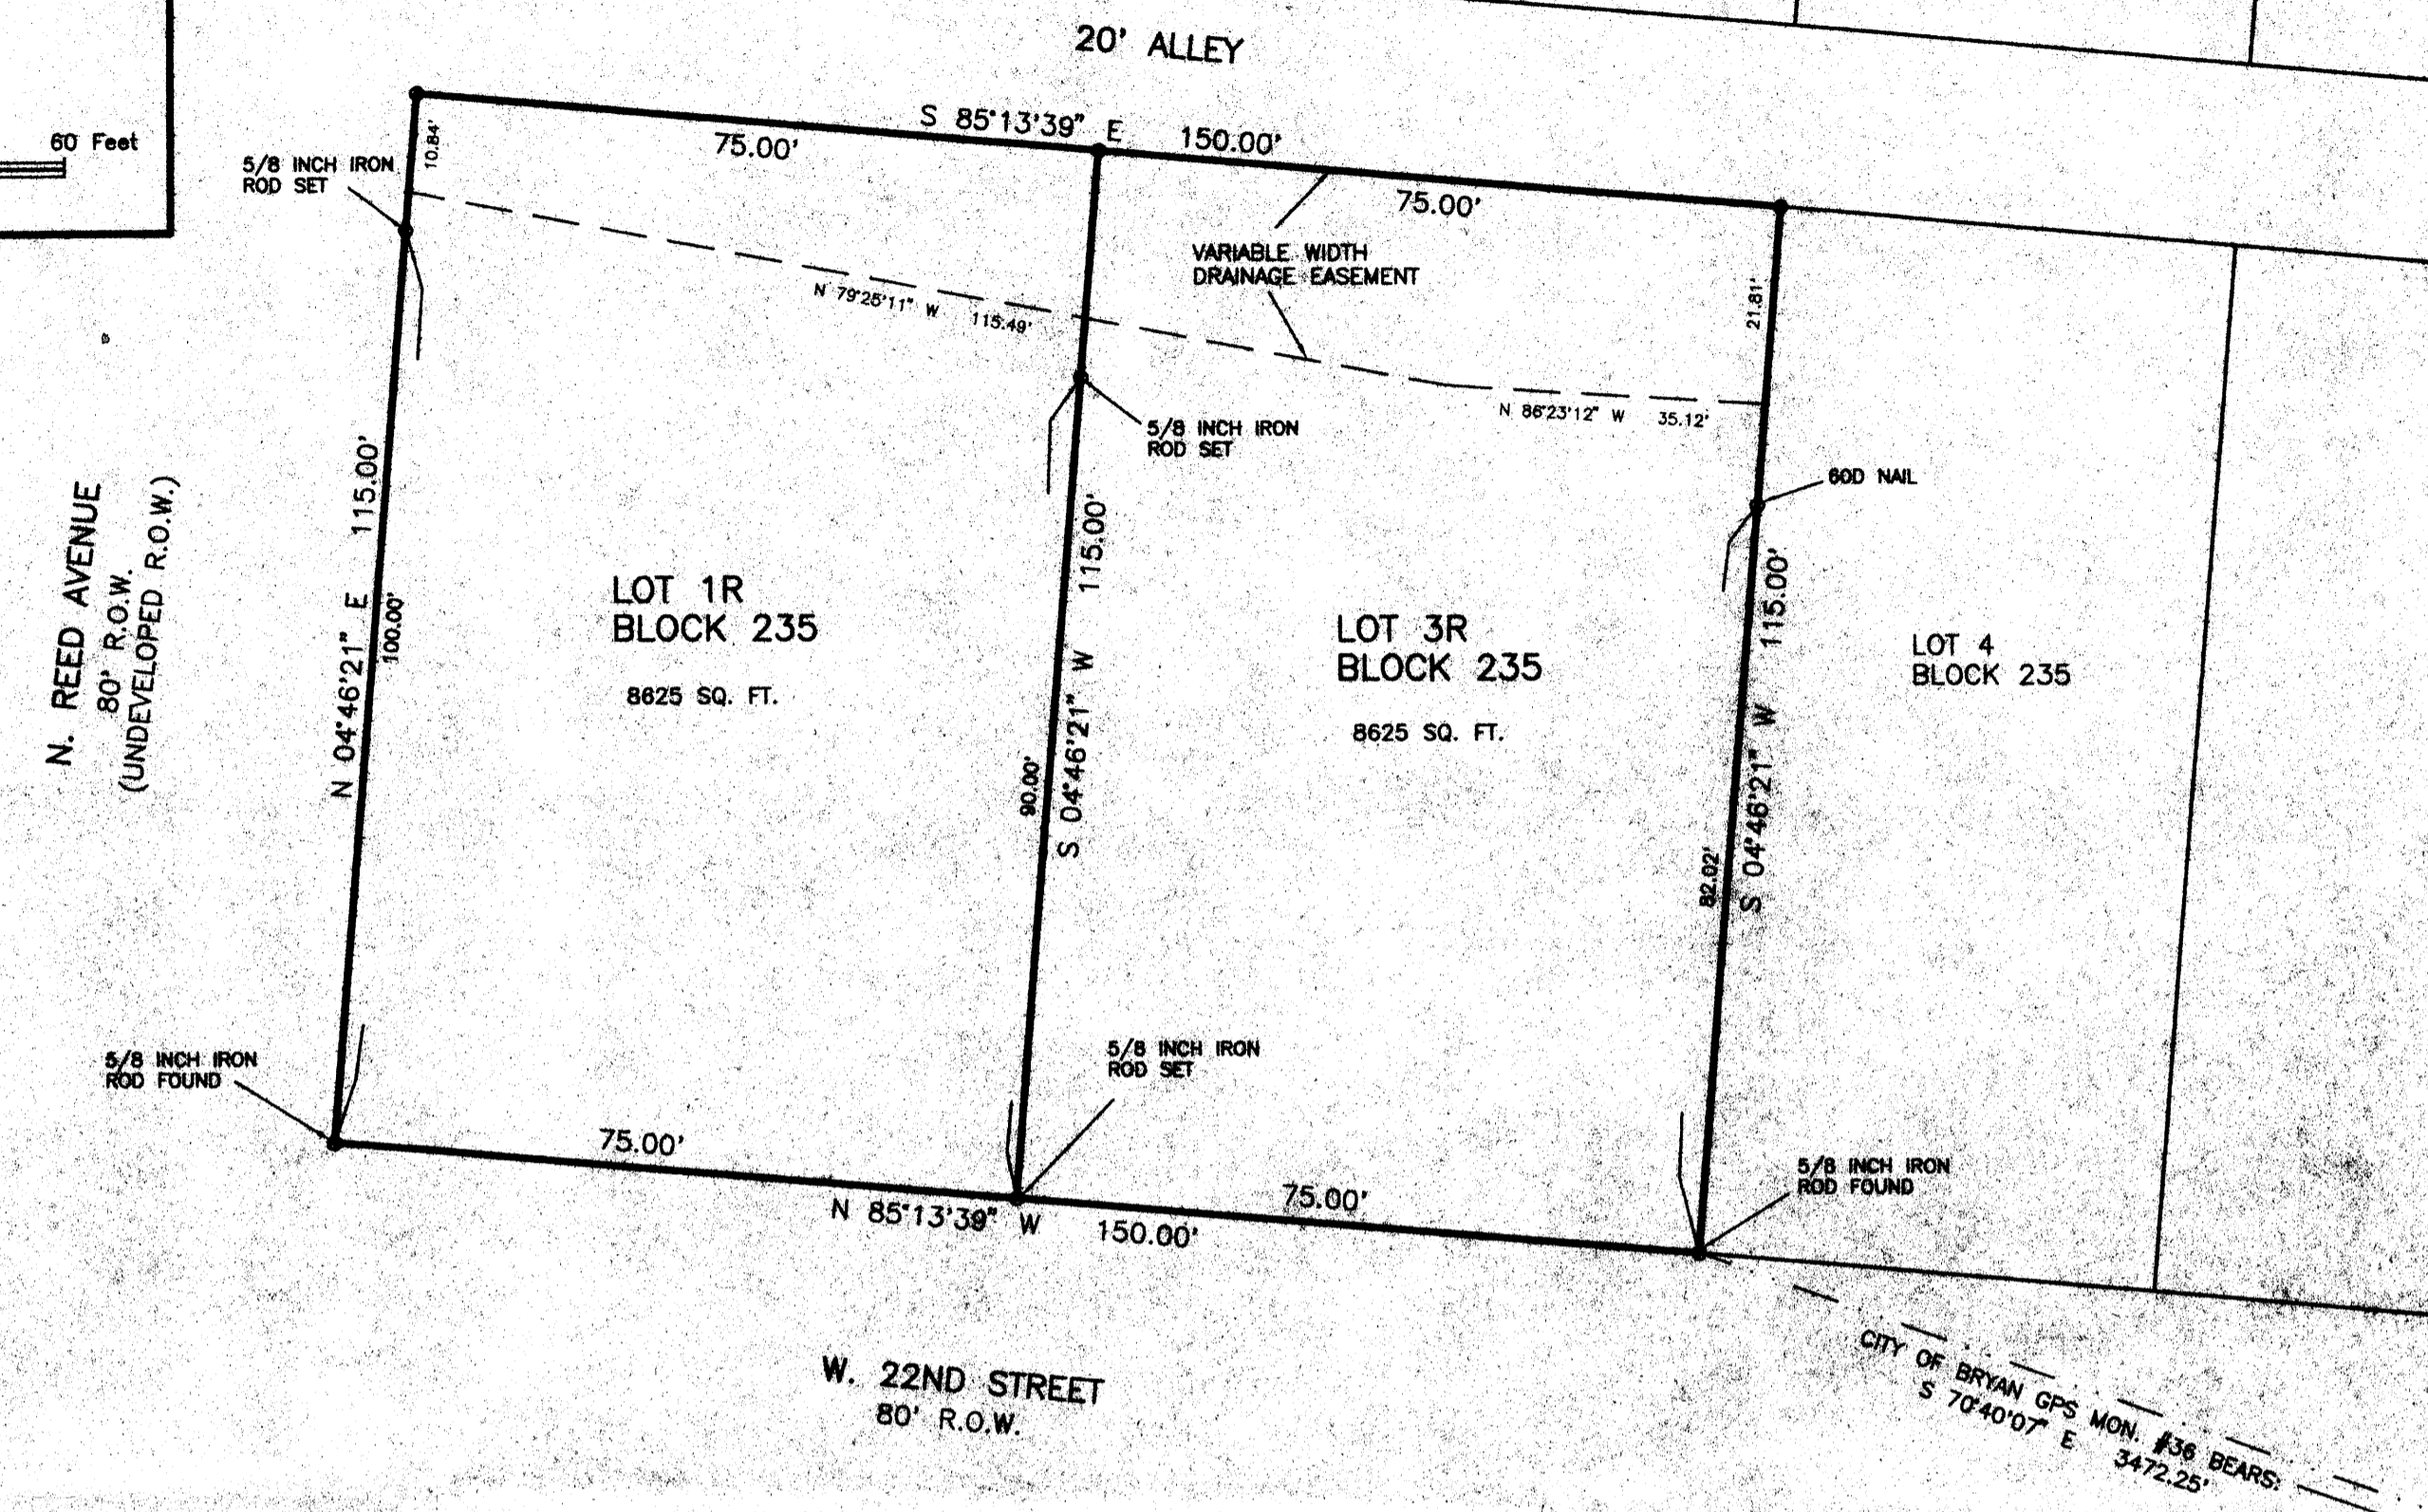 20' ALLEY
60 Feet
S 85°13'39" E 150.00'
75.00'
75.00'
10.84'
5/8 INCH IRON
ROD SET
VARIABLE WIDTH
DRAINAGE EASEMENT
21.81'
N 79°25'11" W 115.49'
N 86°23'12" W 35.12'
5/8 INCH IRON
ROD SET
60D NAIL
N. REED AVENUE
80' R.O.W.
(UNDEVELOPED R.O.W.)
N 04°46'21" E 115.00'
100.00'
LOT 1R
BLOCK 235
8625 SQ. FT.
S 04°46'21" W 115.00'
90.00'
LOT 3R
BLOCK 235
8625 SQ. FT.
S 04°46'21" W 115.00'
82.02'
LOT 4
BLOCK 235
5/8 INCH IRON
ROD FOUND
5/8 INCH IRON
ROD SET
5/8 INCH IRON
ROD FOUND
75.00'
75.00'
N 85°13'39" W 150.00'
W. 22ND STREET
80' R.O.W.
CITY OF BRYAN GPS MON. #36 BEARS:
S 70°40'07" E 3472.25'